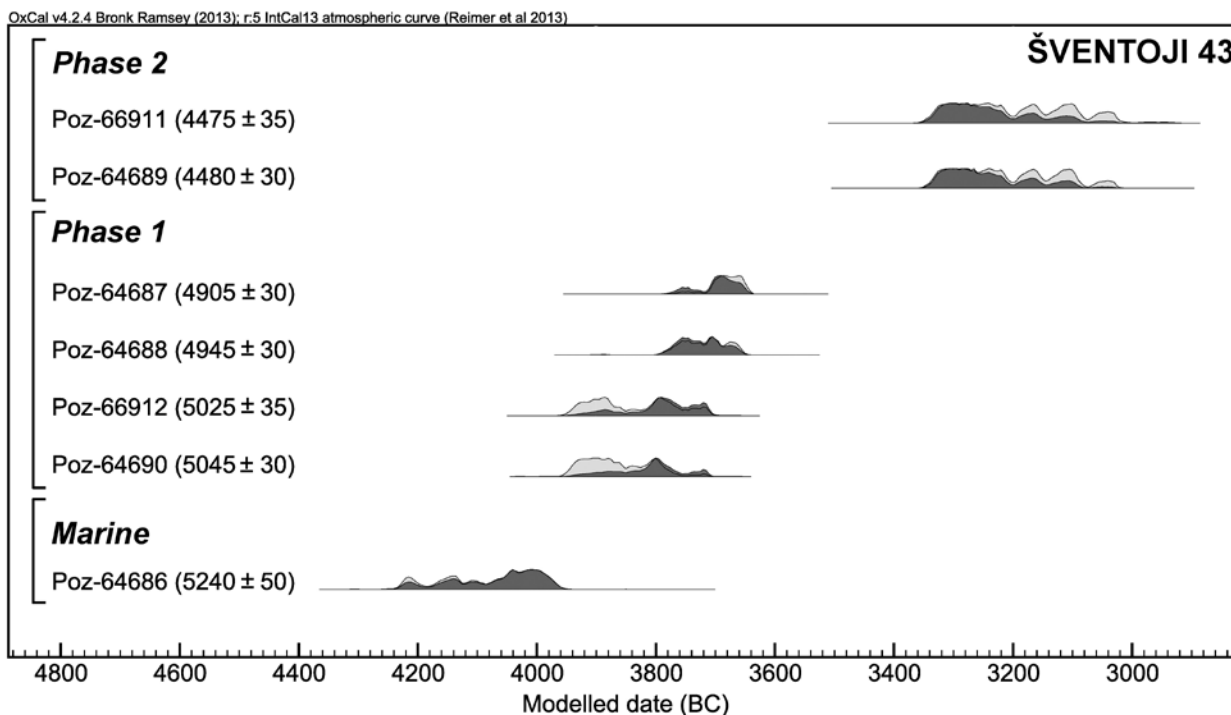 OxCal v4.2.4 Bronk Ramsey (2013); r:5 IntCal13 atmospheric curve (Reimer et al 2013)
ŠVENTOJI 43
Phase 2
Poz-66911 (4475 ± 35)
Poz-64689 (4480 ± 30)
Phase 1
Poz-64687 (4905 ± 30)
Poz-64688 (4945 ± 30)
Poz-66912 (5025 ± 35)
Poz-64690 (5045 ± 30)
Marine
Poz-64686 (5240 ± 50)
4800 4600 4400 4200 4000 3800 3600 3400 3200 3000
Modelled date (BC)